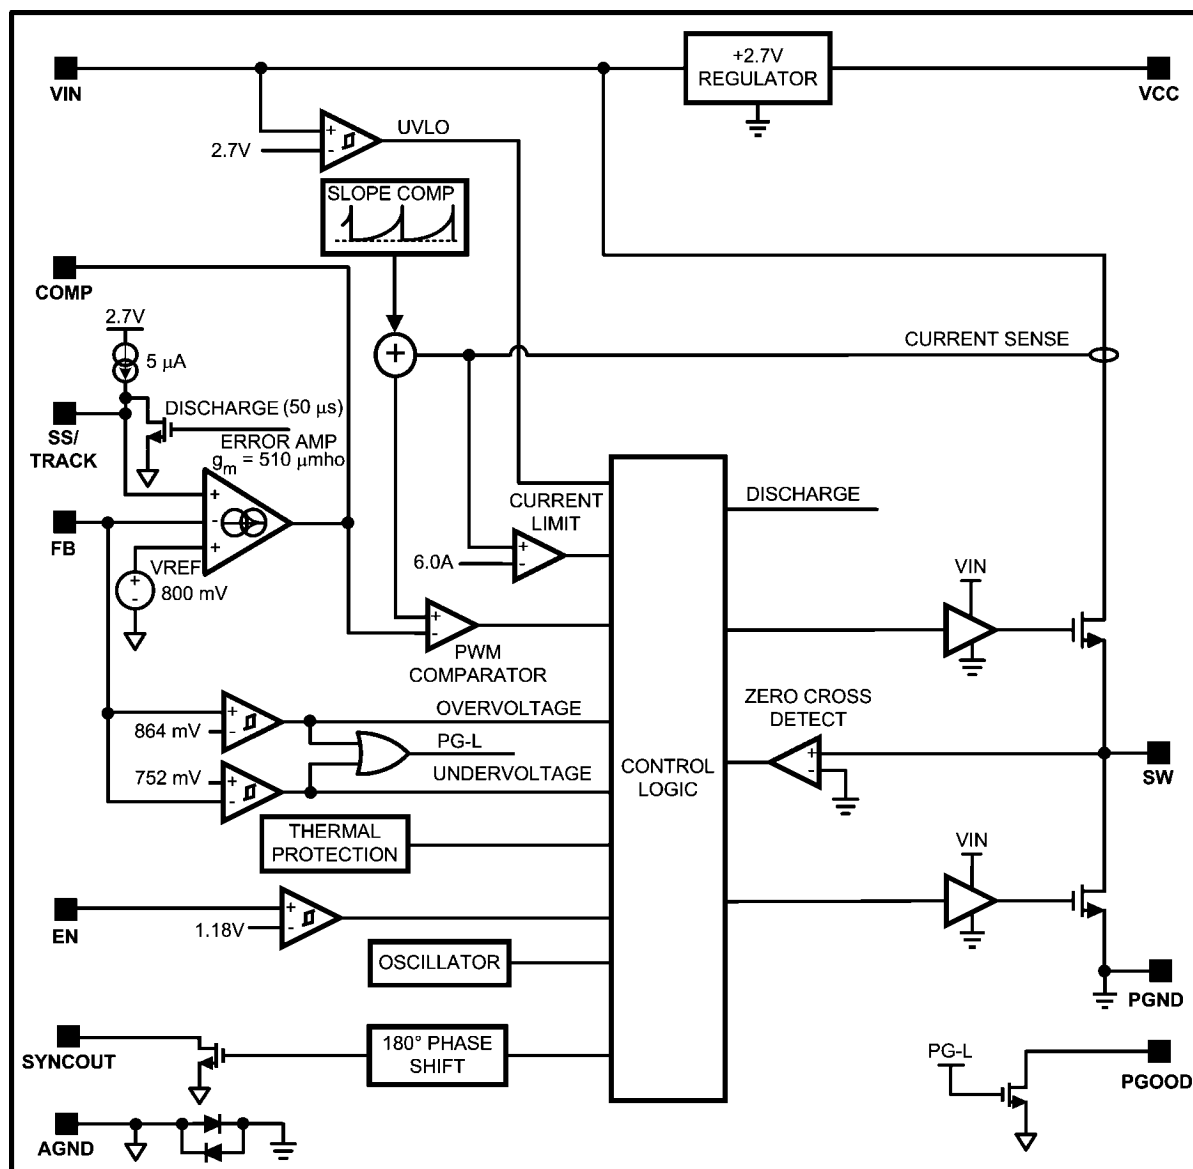 +2.7V
REGULATOR
VIN
VCC
UVLO
+
2.7V
-
SLOPE COMP
COMP
2.7V
CURRENT SENSE
+
5 μA
DISCHARGE (50 μs)
SS/
TRACK
ERROR AMP
gm = 510 μmho
+
CURRENT
LIMIT
DISCHARGE
FB
-
+
+
6.0A
-
VREF
800 mV
+
-
VIN
+
-
PWM
COMPARATOR
ZERO CROSS
DETECT
OVERVOLTAGE
+
864 mV
-
PG-L
+
-
SW
CONTROL
LOGIC
UNDERVOLTAGE
752 mV
+
-
THERMAL
PROTECTION
VIN
+
1.18V
-
EN
OSCILLATOR
PGND
SYNCOUT
180° PHASE
SHIFT
PG-L
PGOOD
AGND